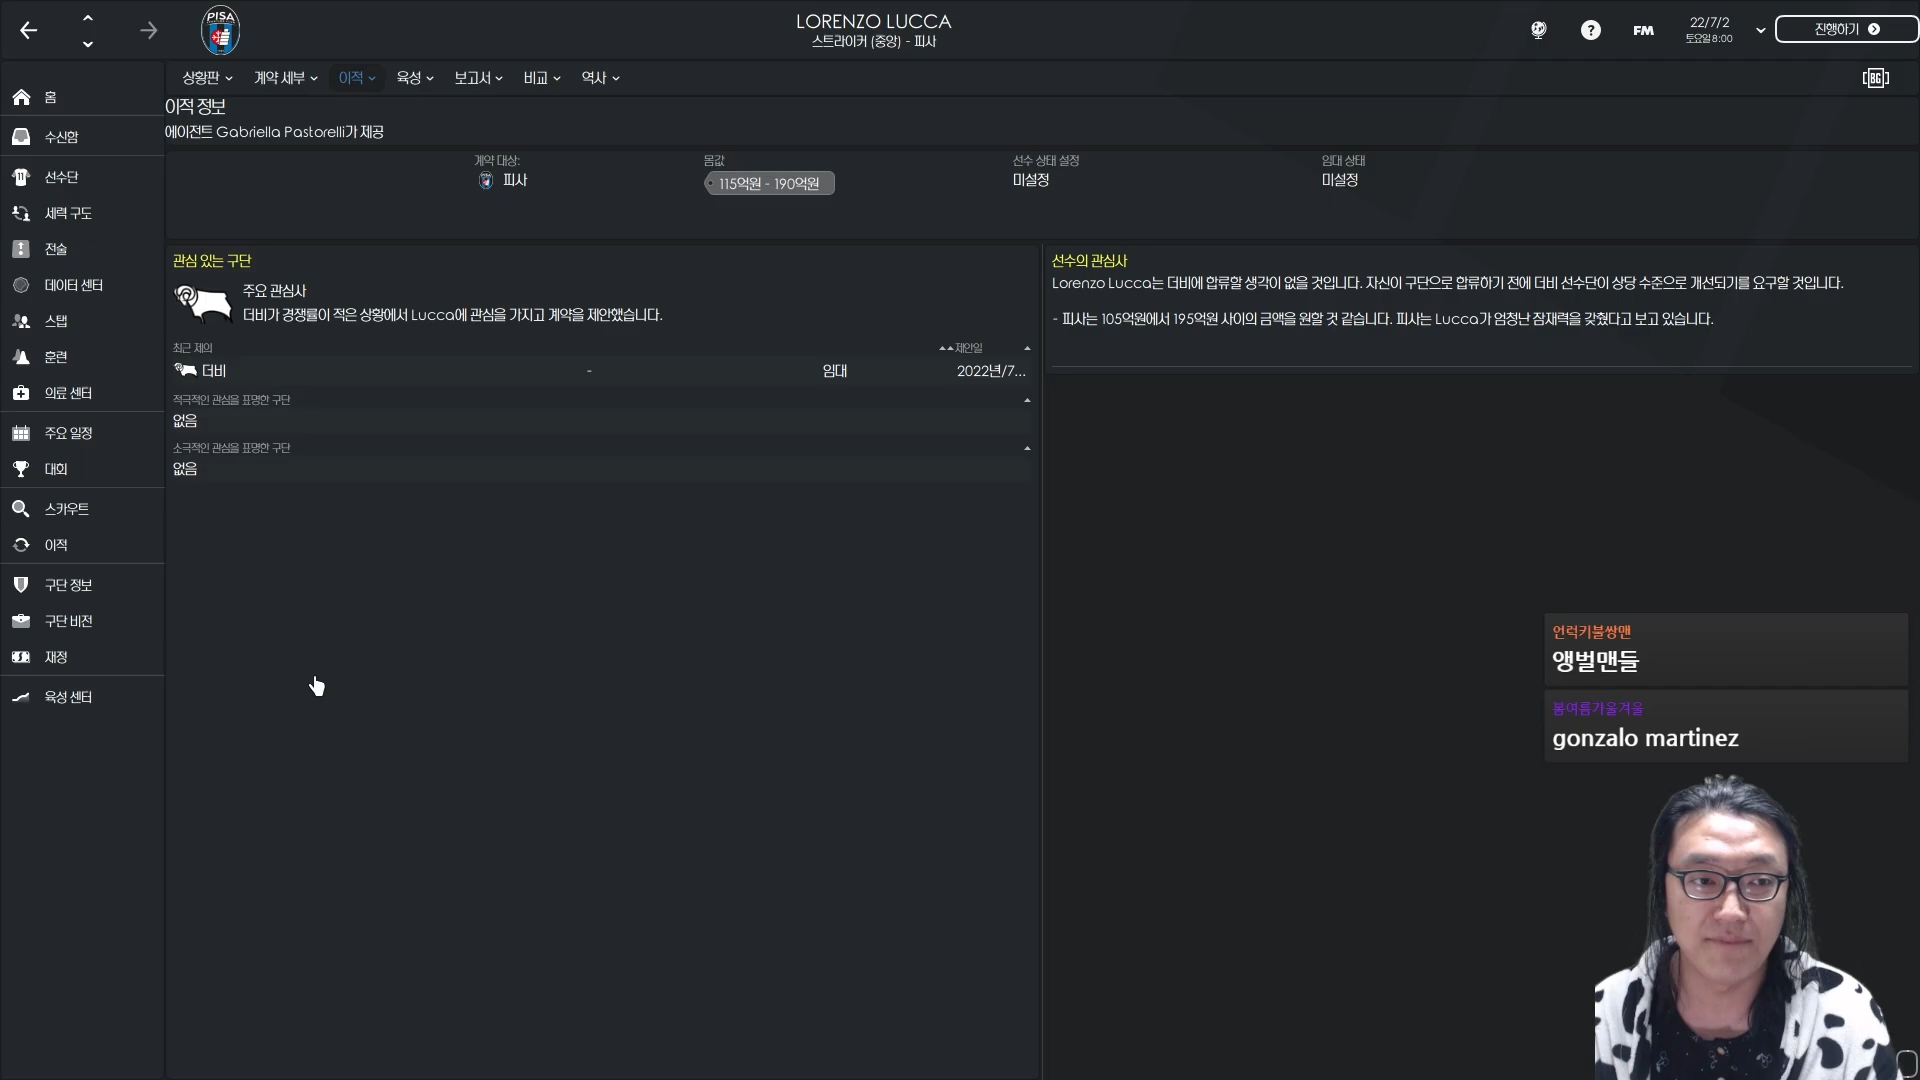 PISA
LORENZO LUCCA
스트라이커 (중앙) - 피사
?
FM
22/7/2
토요일 8:00
진행하기
상황판
계약 세부
이적
육성
보고서
비교
역사
BG
홈
수신함
선수단
세력 구도
전술
데이터 센터
스탭
훈련
의료 센터
주요 일정
대회
스카우트
이적
구단 정보
구단 비전
재정
육성 센터
이적 정보
에이전트 Gabriella Pastorelli가 제공
계약 대상:
피사
몸값
115억원 - 190억원
선수 상태 설정
미설정
임대 상태
미설정
관심 있는 구단
주요 관심사
더비가 경쟁률이 적은 상황에서 Lucca에 관심을 가지고 계약을 제안했습니다.
최근 제의
제안일
더비
-
임대
2022년/7...
적극적인 관심을 표명한 구단
없음
소극적인 관심을 표명한 구단
없음
선수의 관심사
Lorenzo Lucca는 더비에 합류할 생각이 없을 것입니다. 자신이 구단으로 합류하기 전에 더비 선수단이 상당 수준으로 개선되기를 요구할 것입니다.
- 피사는 105억원에서 195억원 사이의 금액을 원할 것 같습니다. 피사는 Lucca가 엄청난 잠재력을 갖췄다고 보고 있습니다.
언럭키불쌍맨
앵벌맨들
봄여름가을겨울
gonzalo martinez